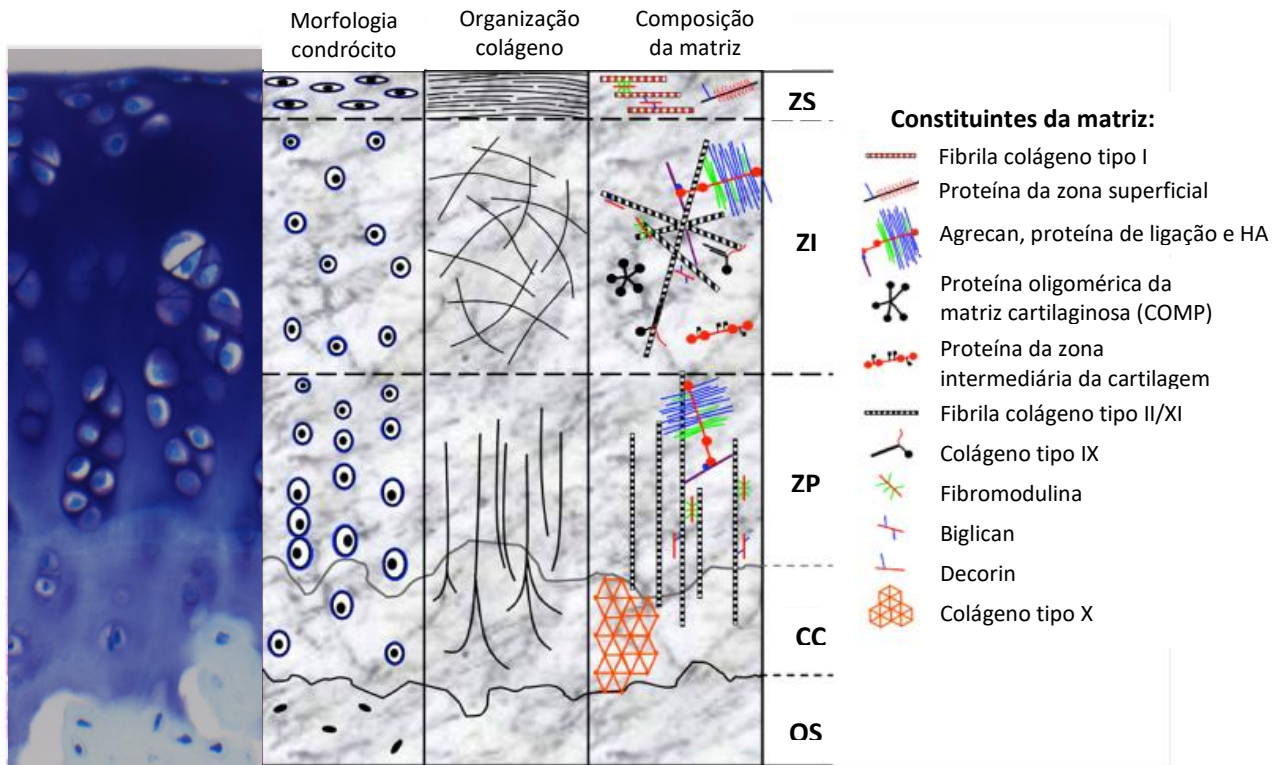 Morfologia
condrócito
Organização
colágeno
Composição
da matriz
ZS
ZI
ZP
CC
OS
Constituintes da matriz:
Fibrila colágeno tipo I
Proteína da zona superficial
Agrecan, proteína de ligação e HA
Proteína oligomérica da
matriz cartilaginosa (COMP)
Proteína da zona
intermediária da cartilagem
Fibrila colágeno tipo II/XI
Colágeno tipo IX
Fibromodulina
Biglican
Decorin
Colágeno tipo X